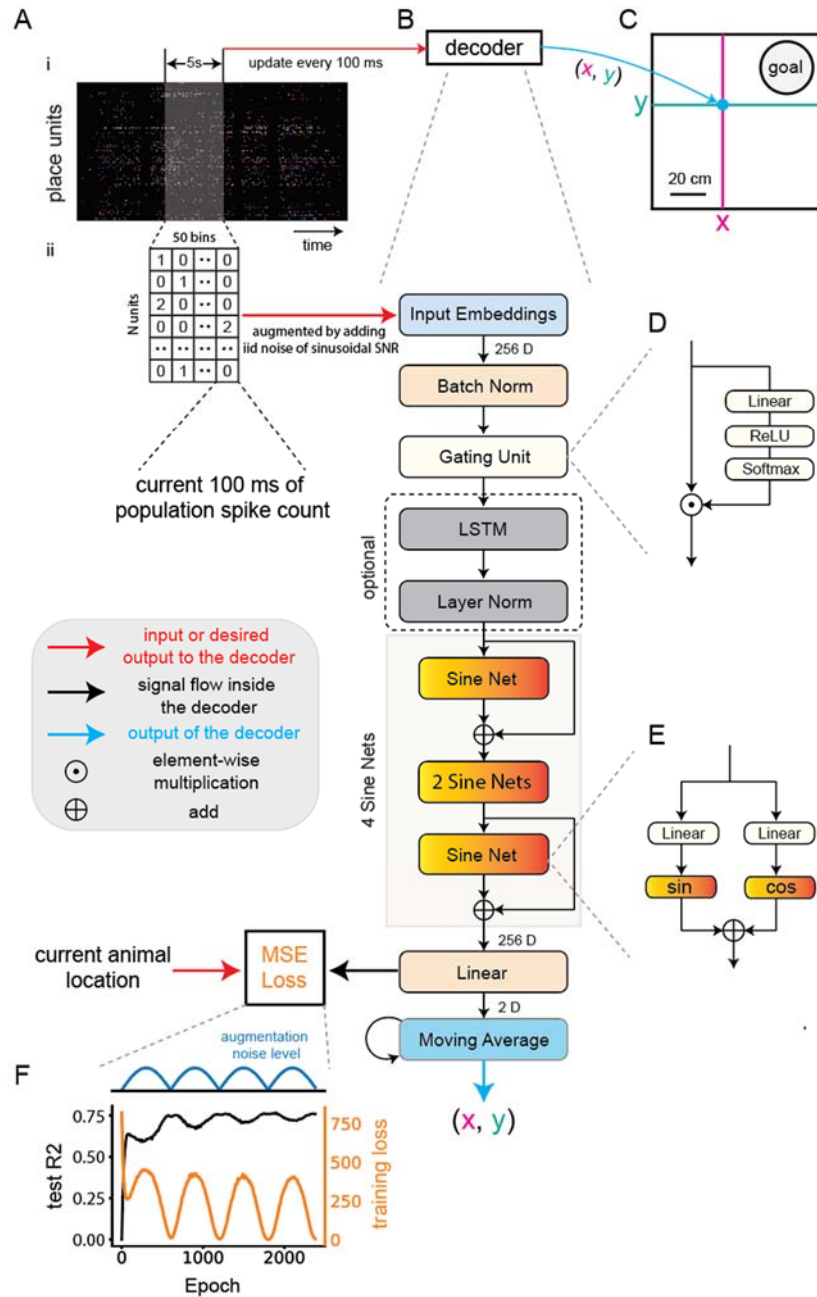 A
i
5s
update every 100 ms
place units
time
ii
50 bins
N units
1 0 ·· 0
0 1 ·· 0
2 0 ·· 0
0 0 ·· 2
·· ·· ·· ··
0 1 ·· 0
augmented by adding
iid noise of sinusoidal SNR
current 100 ms of
population spike count
B
decoder
(x, y)
C
goal
y
20 cm
x
Input Embeddings
256 D
Batch Norm
Gating Unit
optional
LSTM
Layer Norm
4 Sine Nets
Sine Net
2 Sine Nets
Sine Net
256 D
Linear
2 D
Moving Average
(x, y)
D
Linear
ReLU
Softmax
input or desired
output to the decoder
signal flow inside
the decoder
output of the decoder
element-wise
multiplication
add
E
Linear
Linear
sin
cos
current animal
location
MSE
Loss
F
augmentation
noise level
test R2
0.75
0.50
0.25
0.00
training loss
750
500
250
0
0
1000
2000
Epoch